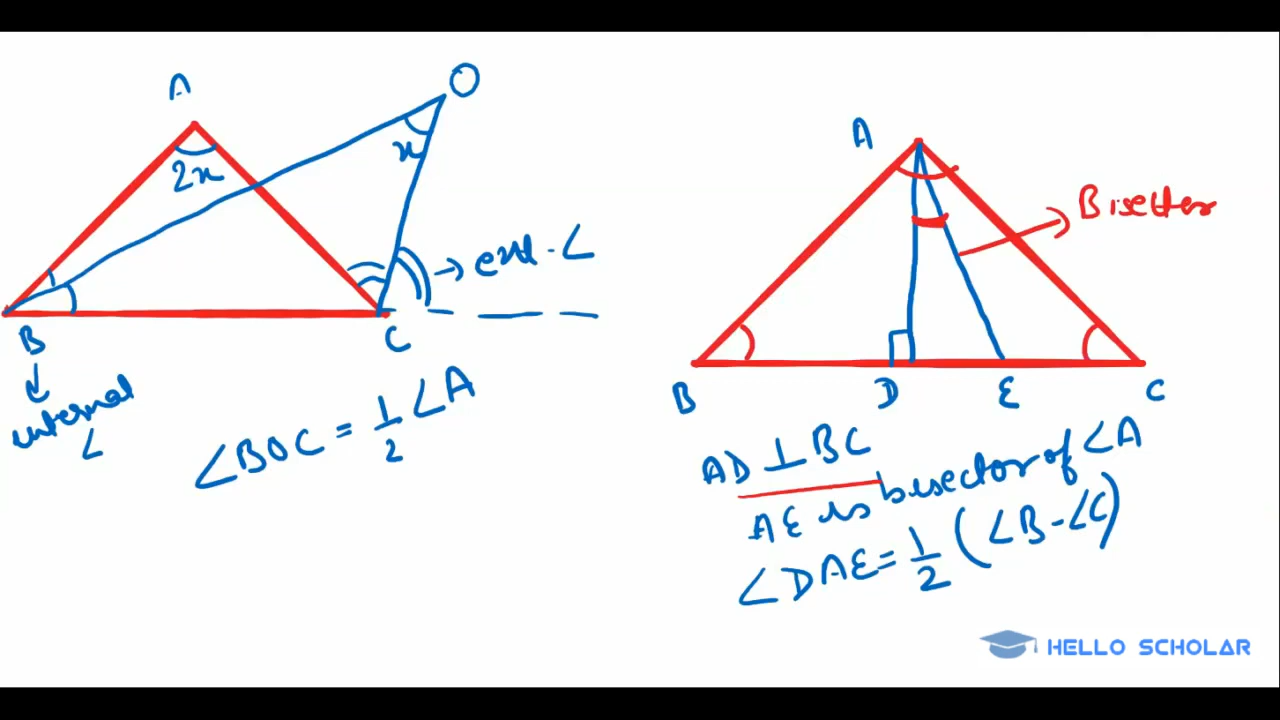 A
O
2x
x
ext. ∠
B
C
internal
∠
∠BOC = 1/2 ∠A
A
Bisector
B
D
E
C
AD ⊥ BC
AE is bisector of ∠A
∠DAE = 1/2 (∠B - ∠C)
HELLO SCHOLAR